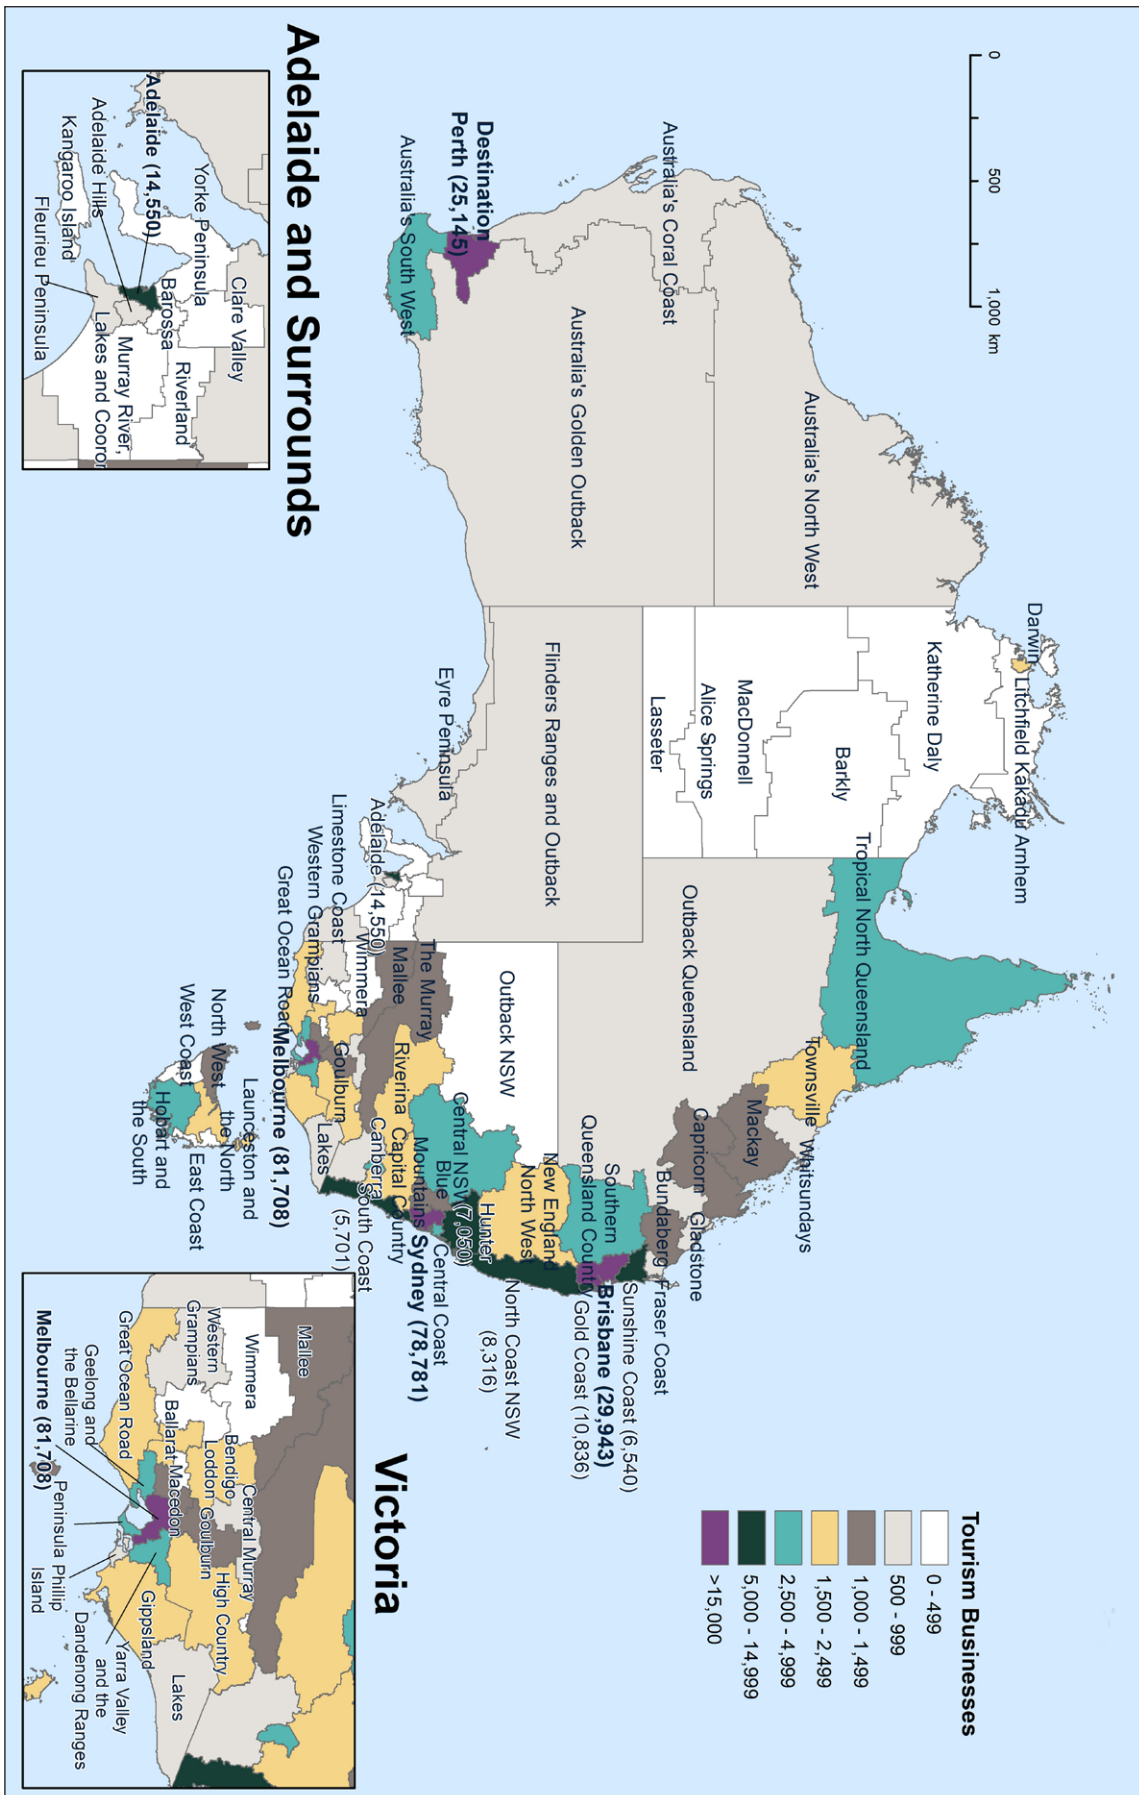 0
500
1,000 km
Tourism Businesses
0 - 499
500 - 999
1,000 - 1,499
1,500 - 2,499
2,500 - 4,999
5,000 - 14,999
>15,000
Darwin
Litchfield Kakadu Arnhem
Katherine Daly
Barkly
MacDonnell
Alice Springs
Lasseter
Australia's North West
Australia's Coral Coast
Australia's Golden Outback
Destination
Perth (25,145)
Australia's South West
Flinders Ranges and Outback
Eyre Peninsula
Adelaide (14,550)
Limestone Coast
Tropical North Queensland
Townsville
Whitsundays
Mackay
Capricorn
Gladstone
Bundaberg
Fraser Coast
Outback Queensland
Southern
Queensland Country
Sunshine Coast (6,540)
Brisbane (29,943)
Gold Coast (10,836)
Outback NSW
New England
North West
North Coast NSW
(8,316)
Hunter
(7,050)
Central NSW
Central Coast
Blue
Mountains
Sydney (78,781)
Capital Country
Riverina
The Murray
Canberra
South Coast
(5,701)
Mallee
Wimmera
Western Grampians
Great Ocean Road
Goulburn
Lakes
Melbourne (81,708)
Launceston and
the North
North West
West Coast
East Coast
Hobart and
the South
Adelaide and Surrounds
Clare Valley
Yorke Peninsula
Riverland
Barossa
Adelaide (14,550)
Murray River,
Lakes and Cooron
Adelaide Hills
Kangaroo Island
Fleurieu Peninsula
Victoria
Mallee
Wimmera
Western
Grampians
Central Murray
Bendigo
Loddon
Goulburn
High Country
Ballarat
Macedon
Great Ocean Road
Geelong and
the Bellarine
Melbourne (81,708)
Gippsland
Lakes
Peninsula
Phillip
Island
Yarra Valley
and the
Dandenong Ranges